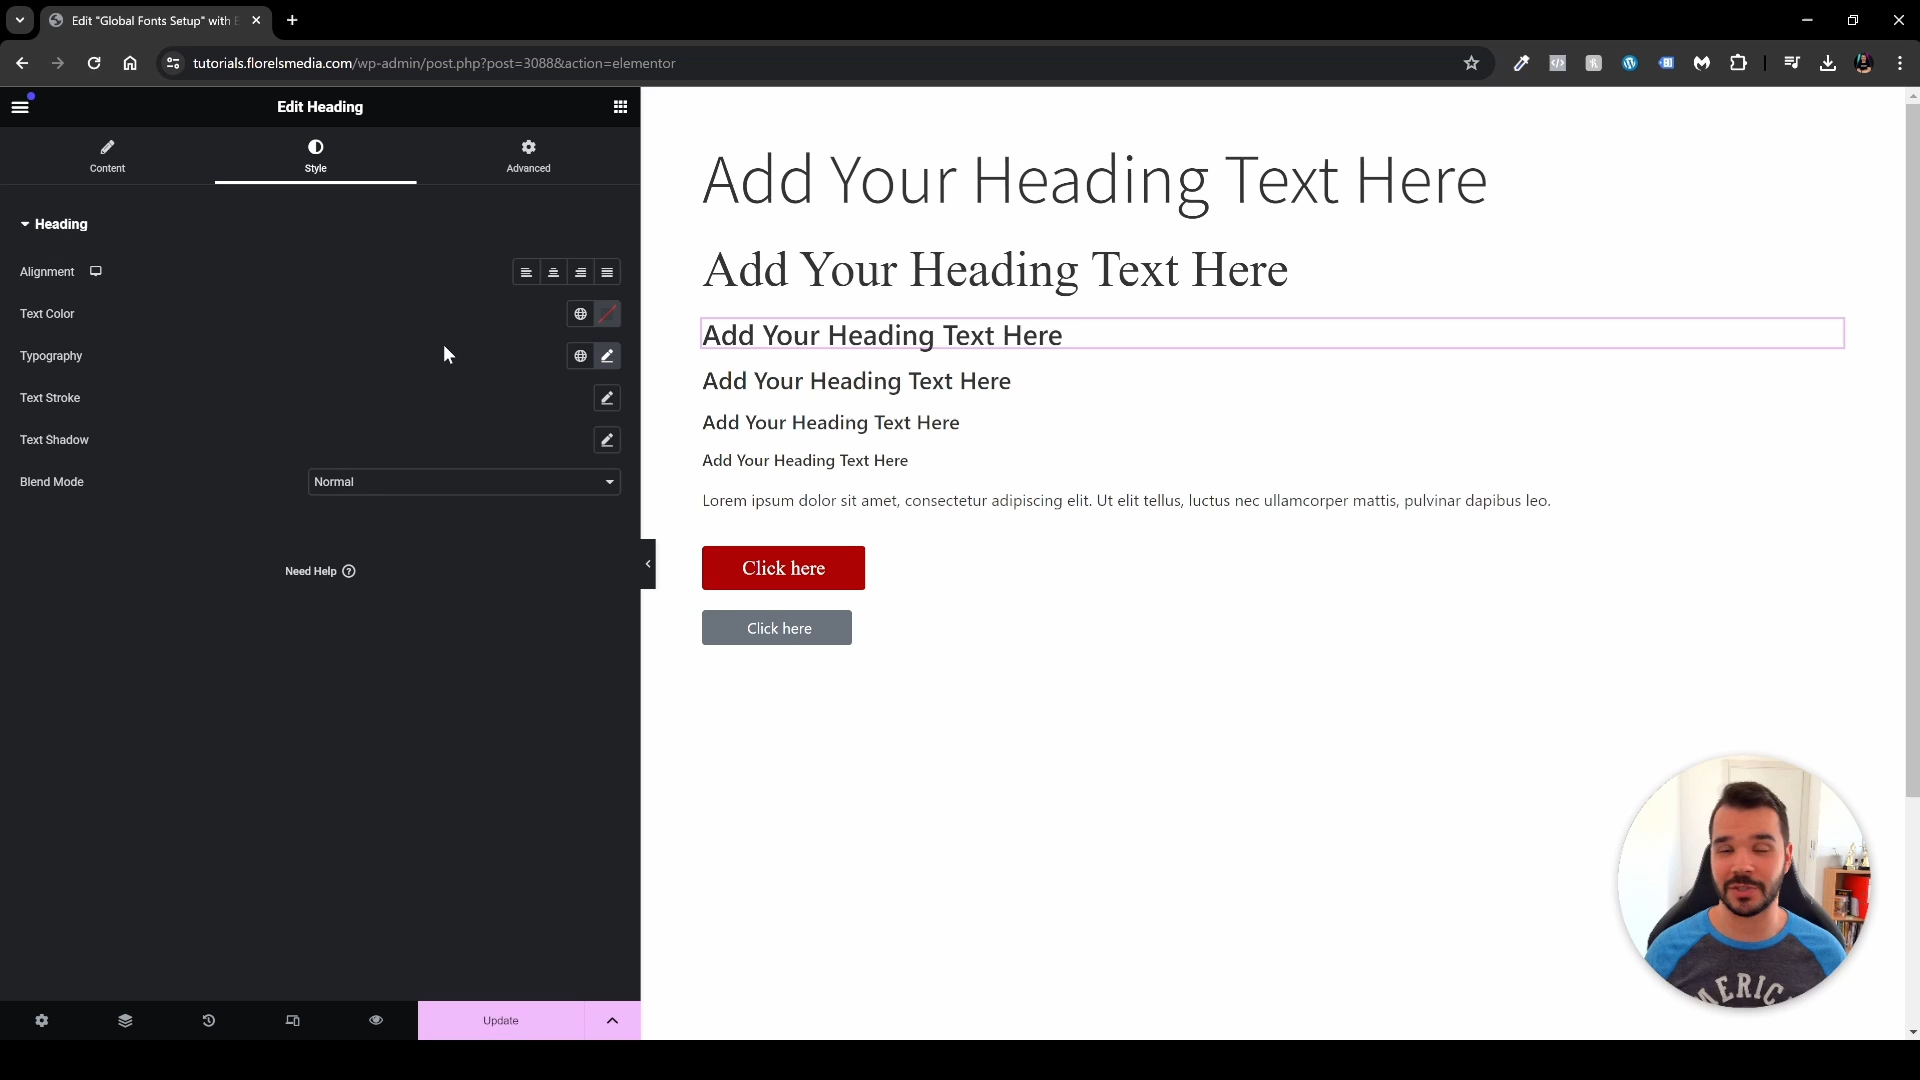 Edit "Global Fonts Setup" with E
tutorials.florelsmedia.com/wp-admin/post.php?post=3088&action=elementor
Edit Heading
Content
Style
Advanced
Heading
Alignment
Text Color
Typography
Text Stroke
Text Shadow
Blend Mode
Normal
Need Help
Update
Add Your Heading Text Here
Add Your Heading Text Here
Add Your Heading Text Here
Add Your Heading Text Here
Add Your Heading Text Here
Add Your Heading Text Here
Lorem ipsum dolor sit amet, consectetur adipiscing elit. Ut elit tellus, luctus nec ullamcorper mattis, pulvinar dapibus leo.
Click here
Click here
MERIC